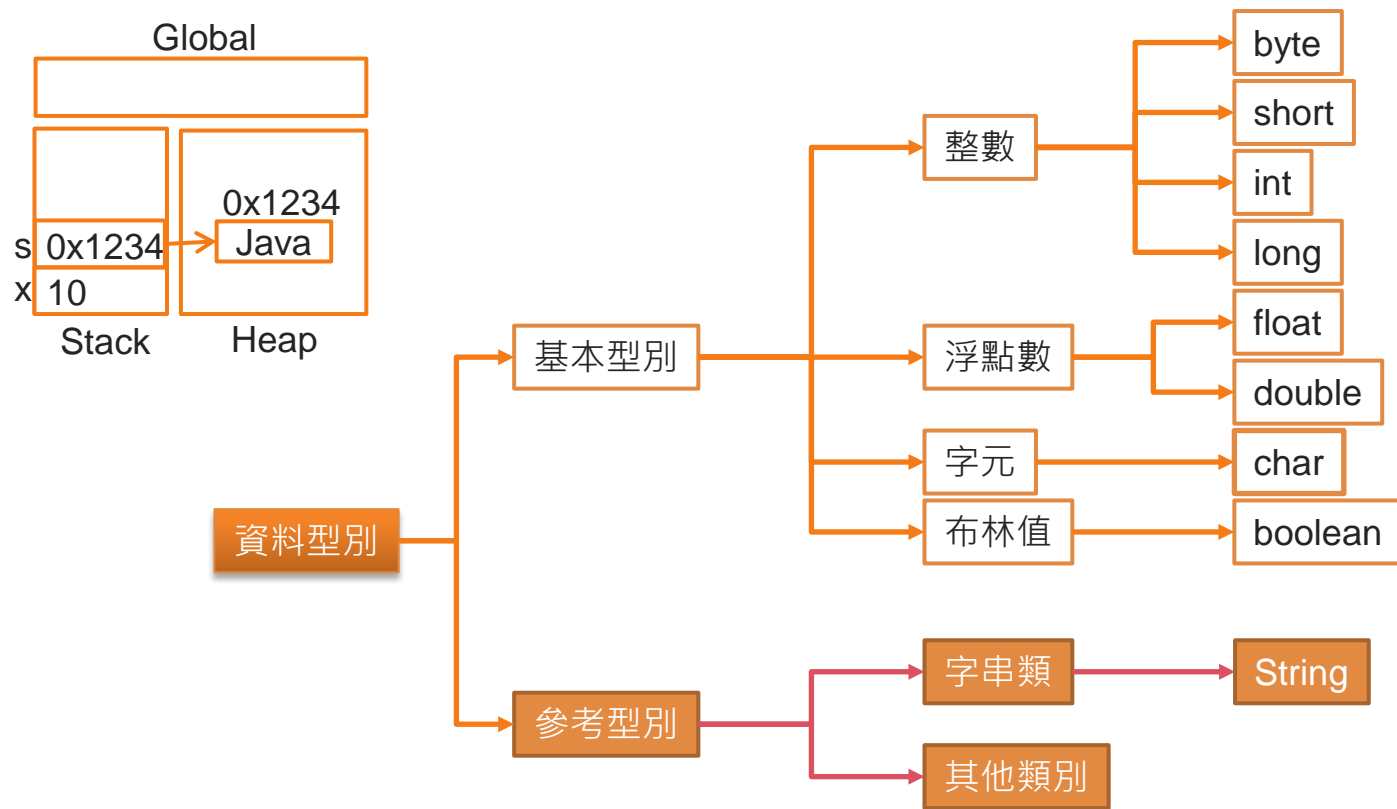 Global
0x1234
s 0x1234 Java
x 10
Stack Heap
資料型別
基本型別
整數
byte
short
int
long
浮點數
float
double
字元
char
布林值
boolean
參考型別
字串類
String
其他類別